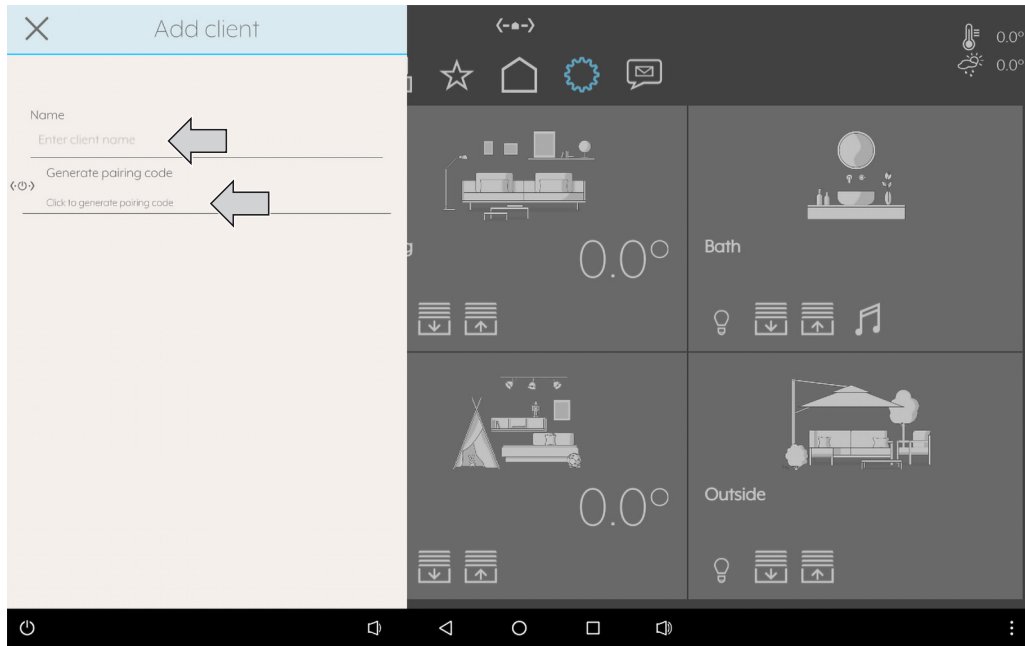 Add client
0.0°
0.0°
Name
Enter client name
Generate pairing code
Click to generate pairing code
g
0.0°
Bath
0.0°
Outside